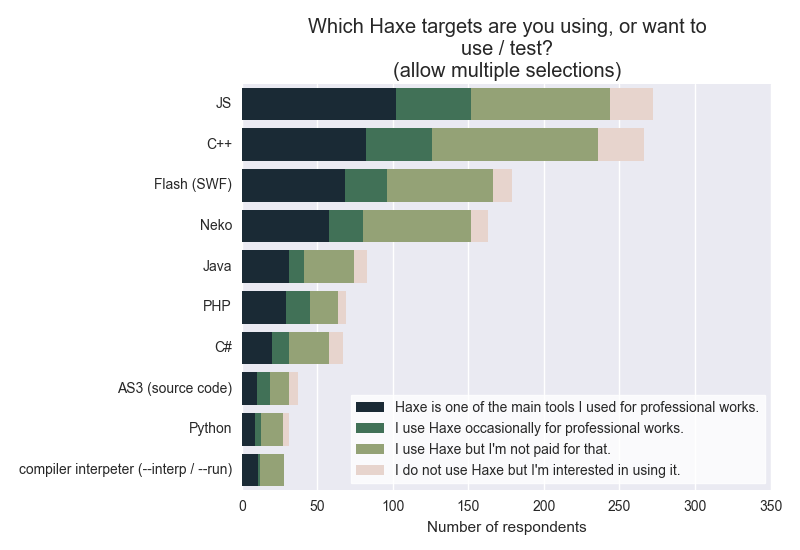 Which Haxe targets are you using, or want to
use / test?
(allow multiple selections)
JS
C++
Flash (SWF)
Neko
Java
PHP
C#
AS3 (source code)
Python
compiler interpeter (--interp / --run)
Haxe is one of the main tools I used for professional works.
I use Haxe occasionally for professional works.
I use Haxe but I'm not paid for that.
I do not use Haxe but I'm interested in using it.
0 50 100 150 200 250 300 350
Number of respondents